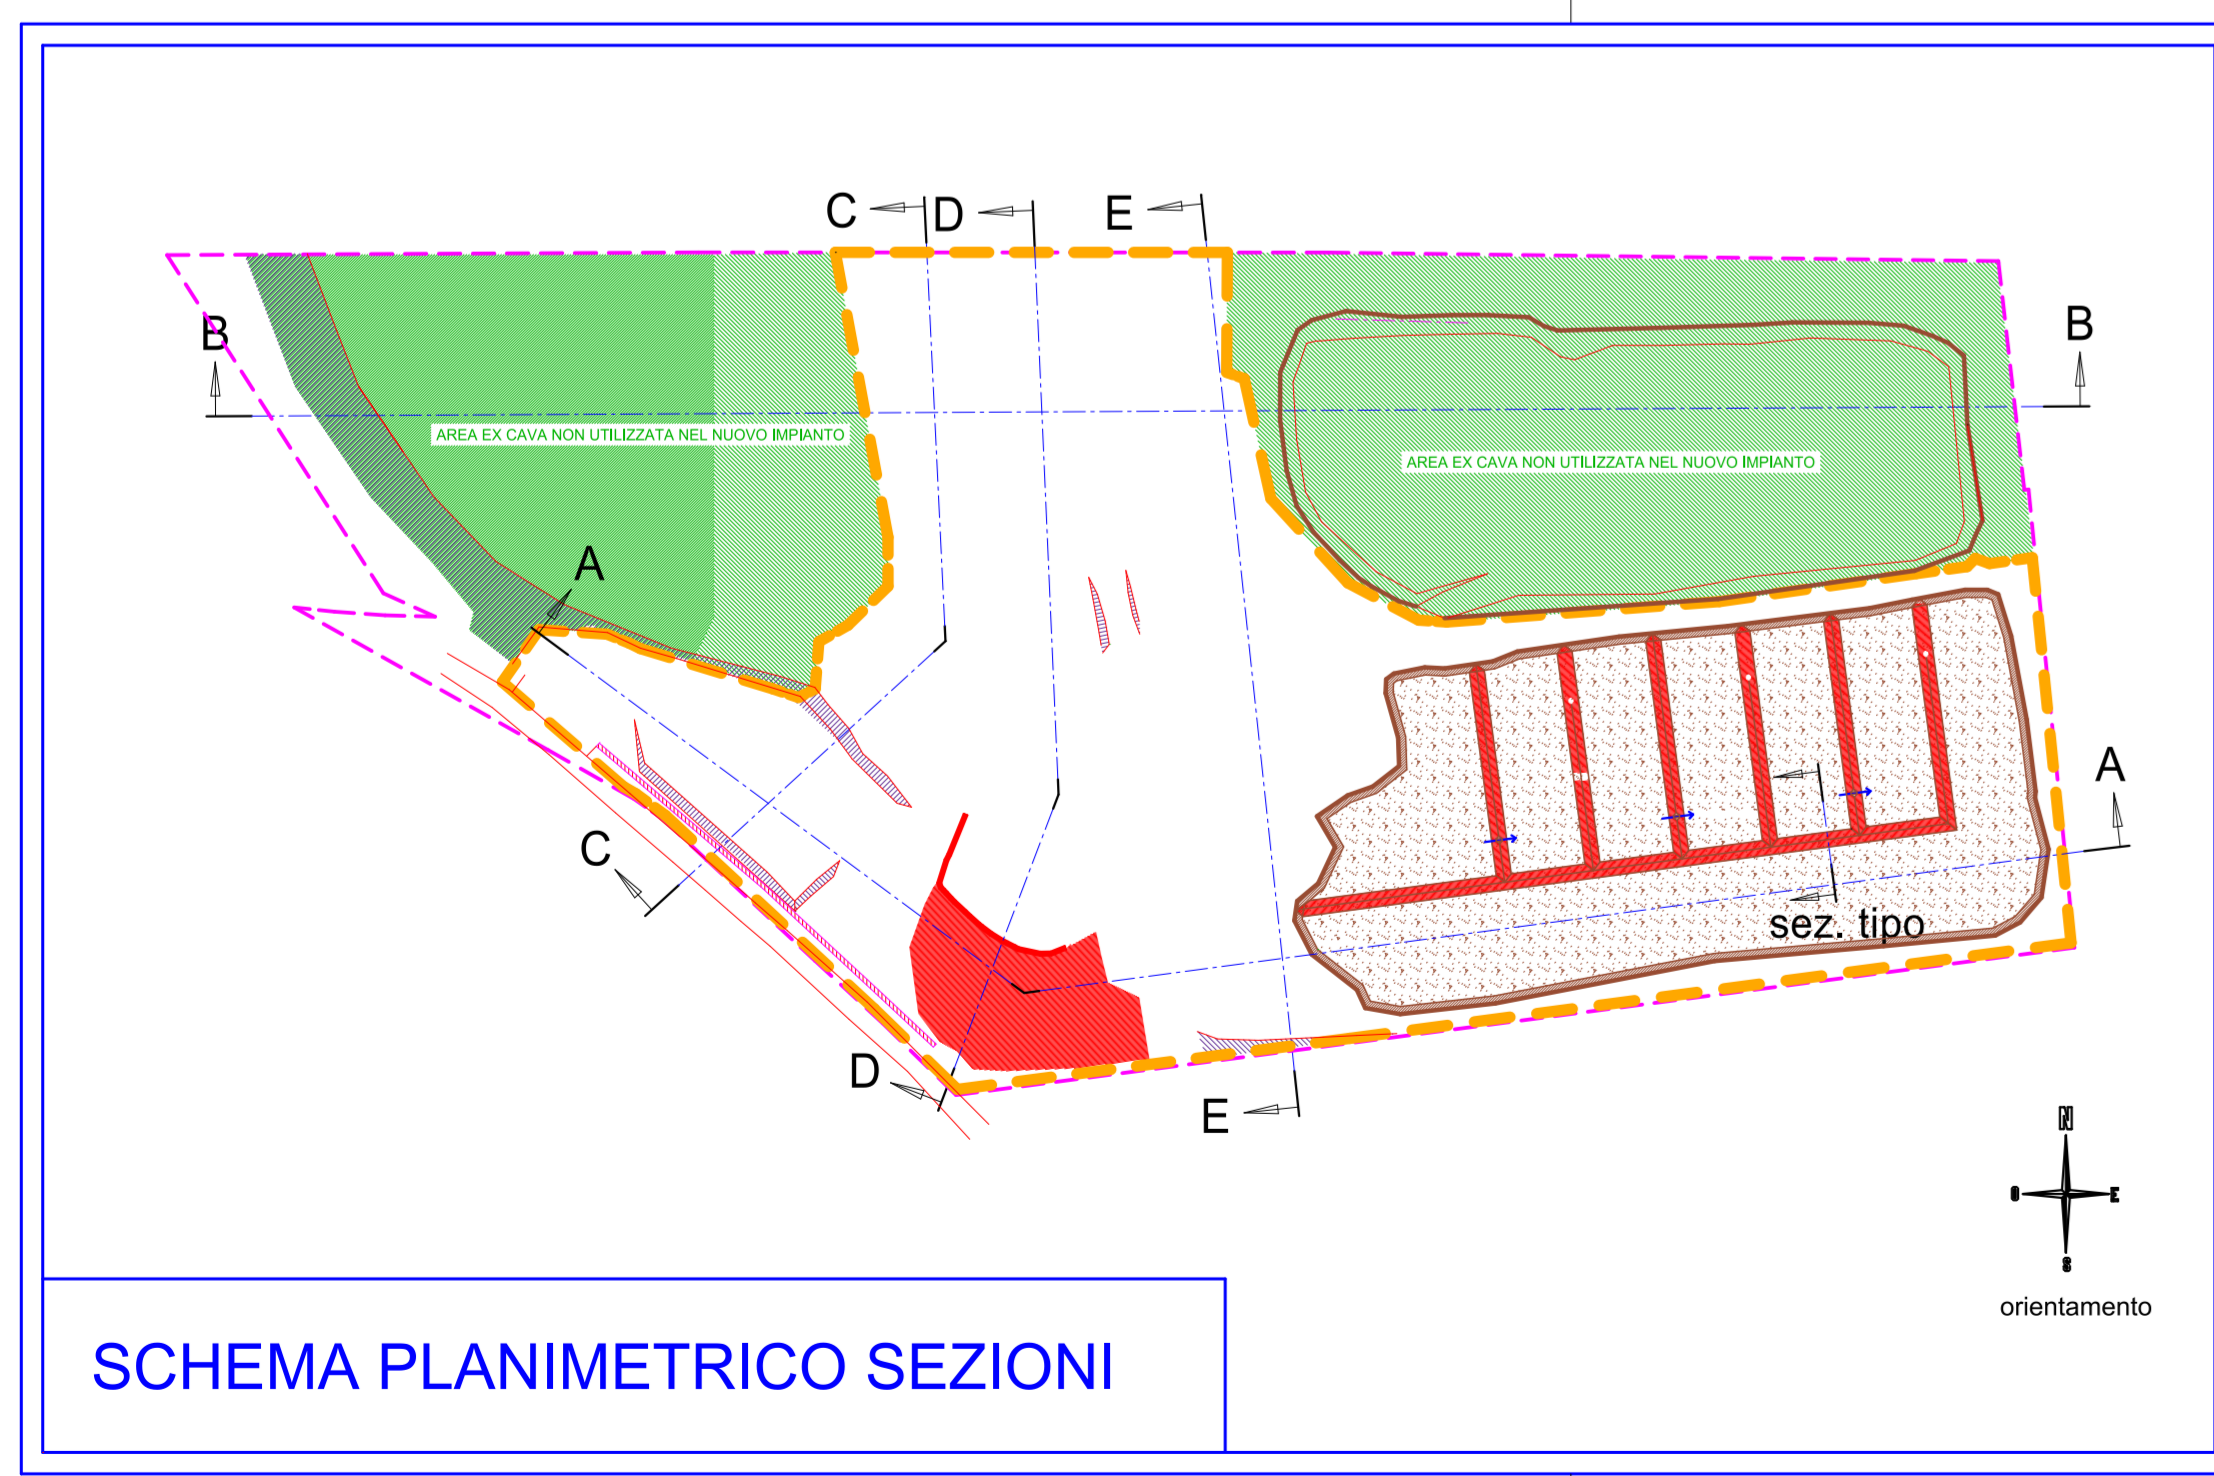 C D E
B B
AREA EX CAVA NON UTILIZZATA NEL NUOVO IMPIANTO
AREA EX CAVA NON UTILIZZATA NEL NUOVO IMPIANTO
A
A
C
sez. tipo
D
E
N
O E
orientamento
SCHEMA PLANIMETRICO SEZIONI